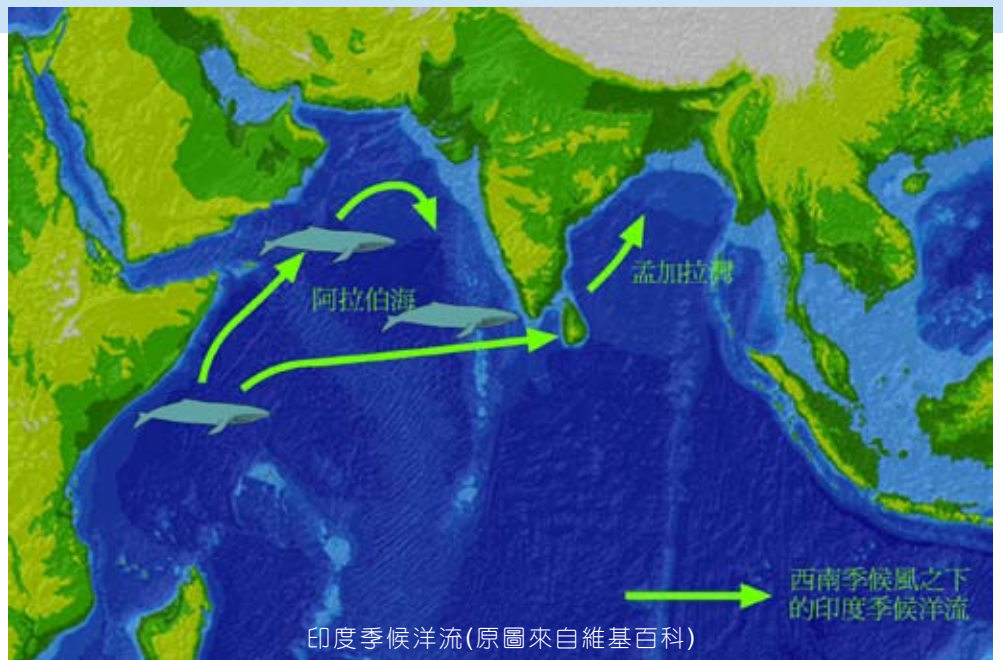 阿拉伯海
孟加拉灣
西南季候風之下
的印度季候洋流
印度季候洋流(原圖來自維基百科)